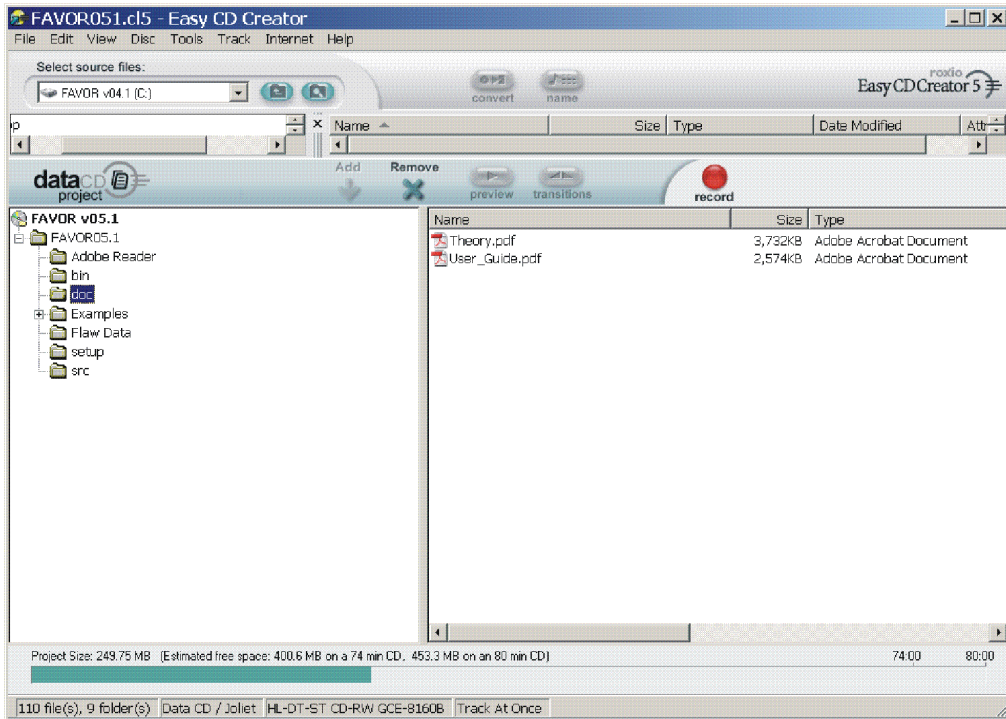 FAVOR051.cl5 - Easy CD Creator
File Edit View Disc Tools Track Internet Help
Select source files:
FAVOR v04.1 (C:)
convert name
roxio
Easy CD Creator 5
Name Size Type Date Modified Attr
Add Remove
data CD project
preview transitions record
FAVOR v05.1
FAVOR05.1
Adobe Reader
bin
doc
Examples
Flaw Data
setup
src
Name Size Type
Theory.pdf 3,732KB Adobe Acrobat Document
User_Guide.pdf 2,574KB Adobe Acrobat Document
Project Size: 249.75 MB (Estimated free space: 400.6 MB on a 74 min CD, 453.3 MB on an 80 min CD) 74:00 80:00
110 file(s), 9 folder(s) Data CD / Joliet HL-DT-ST CD-RW GCE-8160B Track At Once